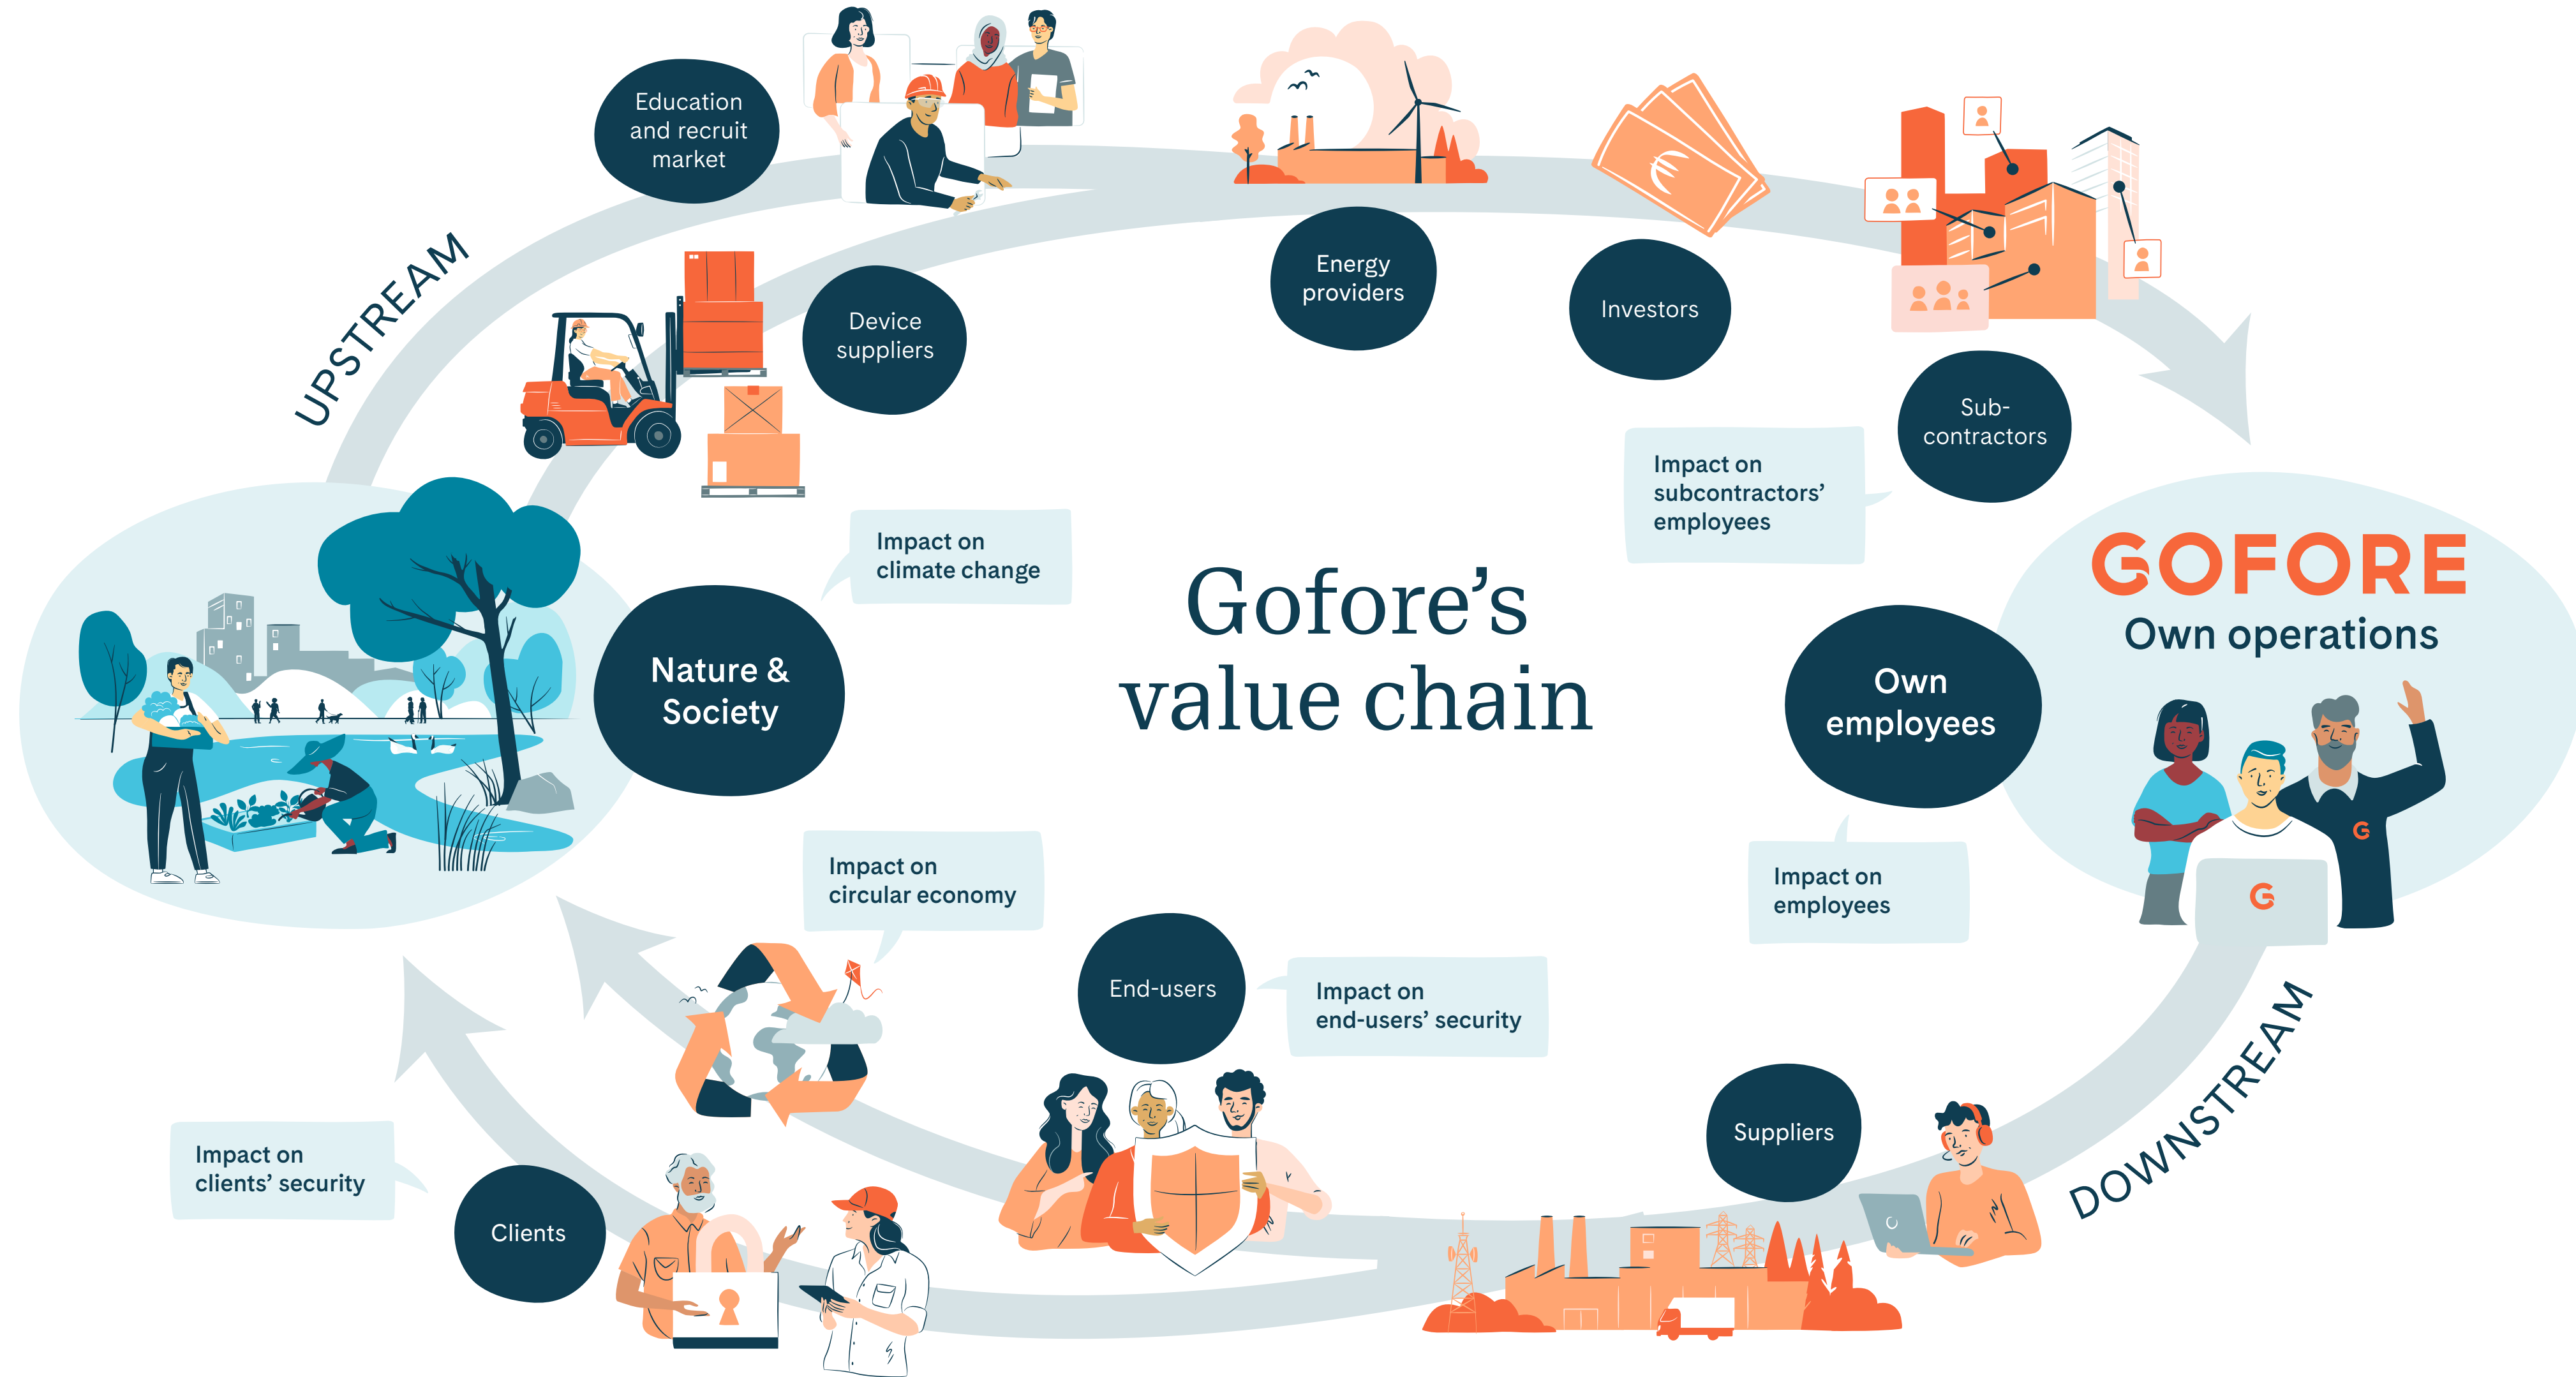 Education
and recruit
market
UPSTREAM
Device
suppliers
Energy
providers
Investors
Sub-
contractors
Impact on
subcontractors’
employees
Impact on
climate change
Nature &
Society
Gofore’s
value chain
GOFORE
Own operations
Own
employees
Impact on
employees
G
G
Impact on
circular economy
End-users
Impact on
end-users’ security
Suppliers
DOWNSTREAM
Impact on
clients’ security
Clients
€